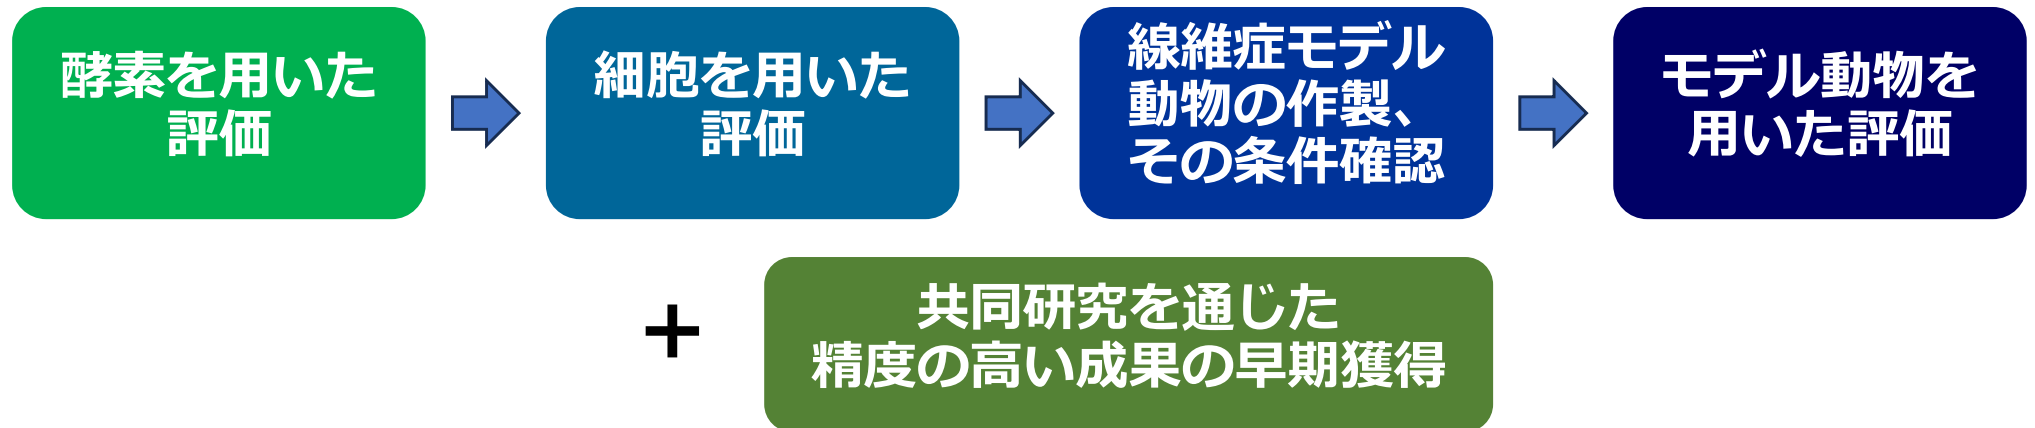 酵素を用いた
評価
細胞を用いた
評価
線維症モデル
動物の作製、
その条件確認
モデル動物を
用いた評価
+
共同研究を通じた
精度の高い成果の早期獲得